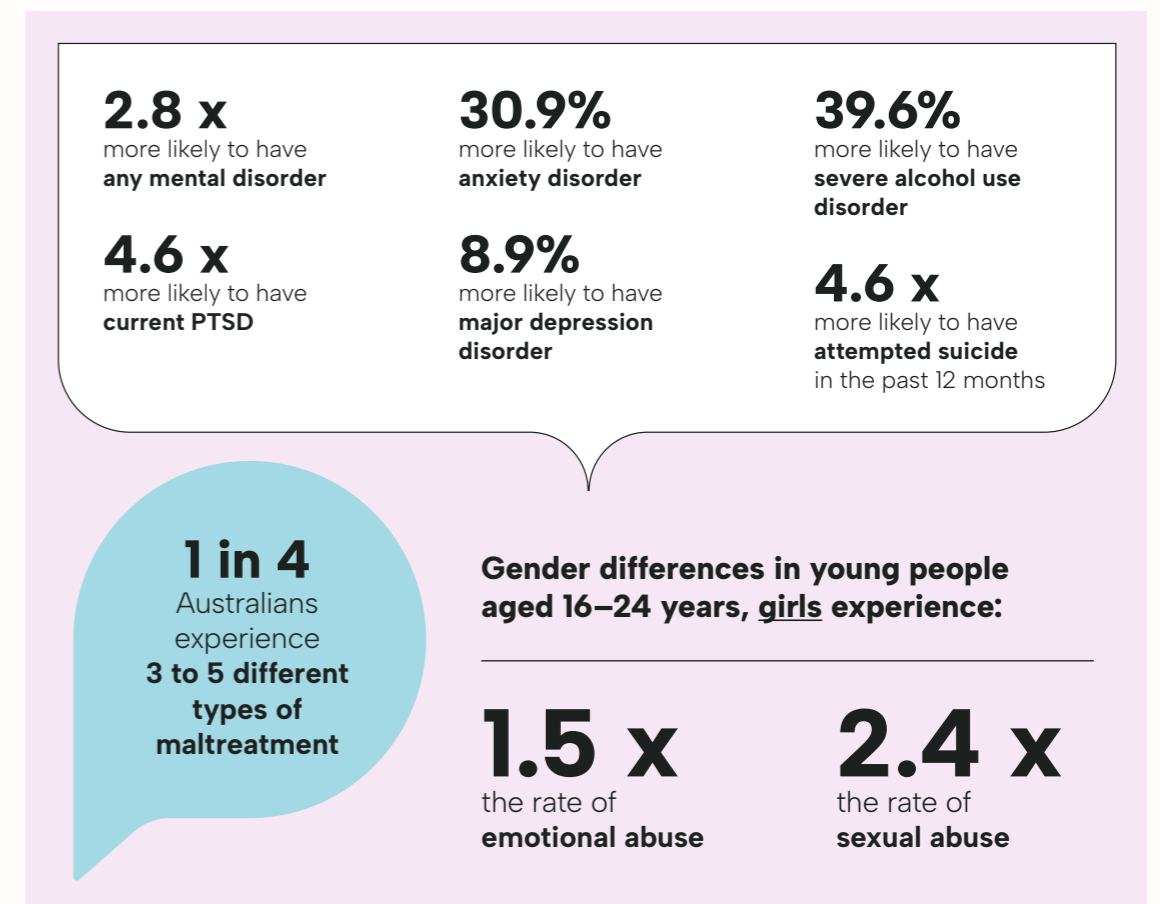 2.8 x
more likely to have
any mental disorder
4.6 x
more likely to have
current PTSD
30.9%
more likely to have
anxiety disorder
8.9%
more likely to have
major depression
disorder
39.6%
more likely to have
severe alcohol use
disorder
4.6 x
more likely to have
attempted suicide
in the past 12 months
1 in 4
Australians
experience
3 to 5 different
types of
maltreatment
Gender differences in young people
aged 16–24 years, girls experience:
1.5 x
the rate of
emotional abuse
2.4 x
the rate of
sexual abuse